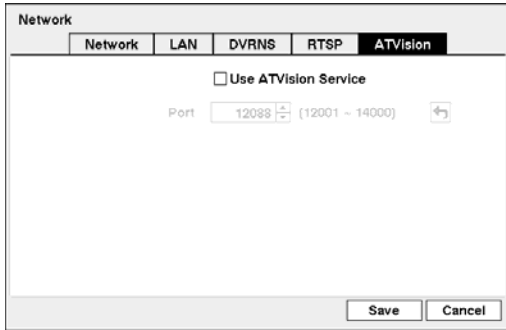 Network
Network LAN DVRNS RTSP ATVision
Use ATVision Service
Port 12088 (12001 ~ 14000)
Save Cancel